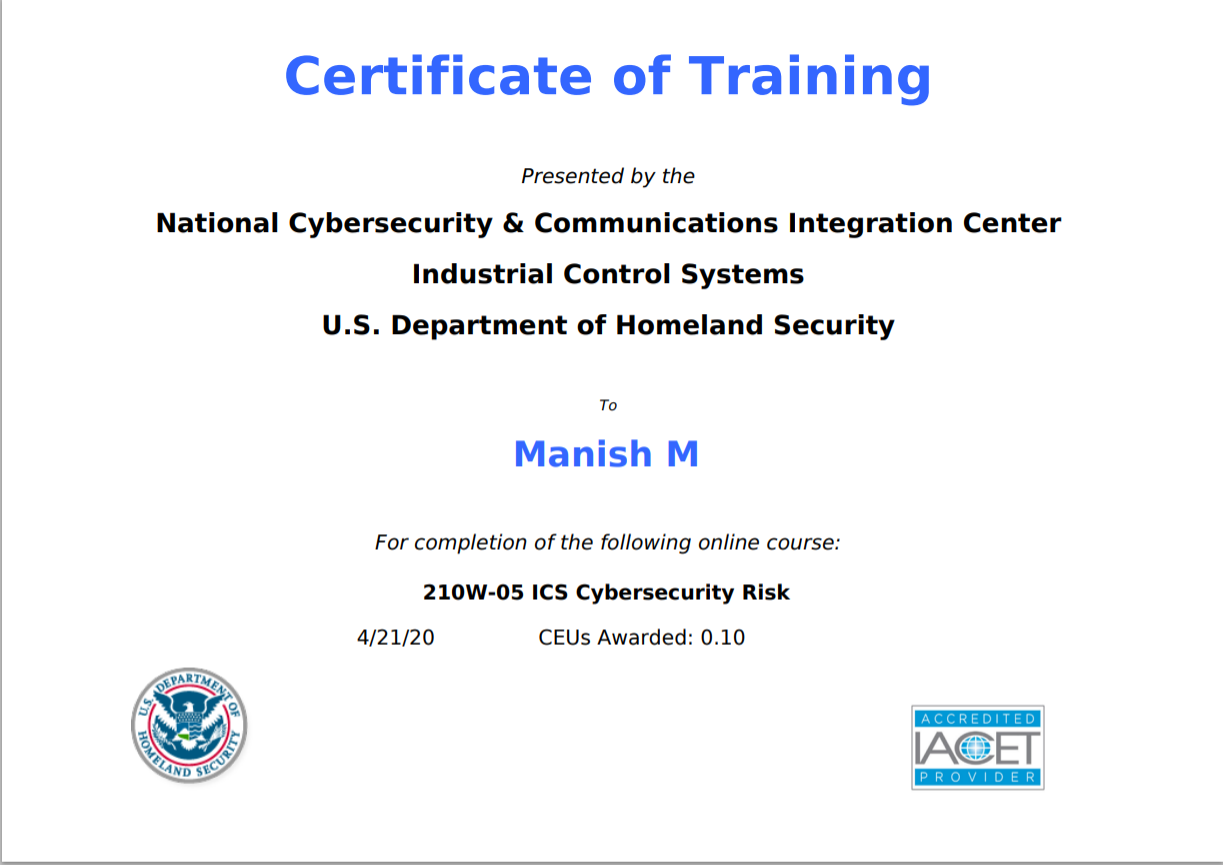 Certificate of Training
Presented by the
National Cybersecurity & Communications Integration Center
Industrial Control Systems
U.S. Department of Homeland Security
To
Manish M
For completion of the following online course:
210W-05 ICS Cybersecurity Risk
4/21/20 CEUs Awarded: 0.10
U.S. DEPARTMENT OF
HOMELAND SECURITY
ACCREDITED
IACET
PROVIDER